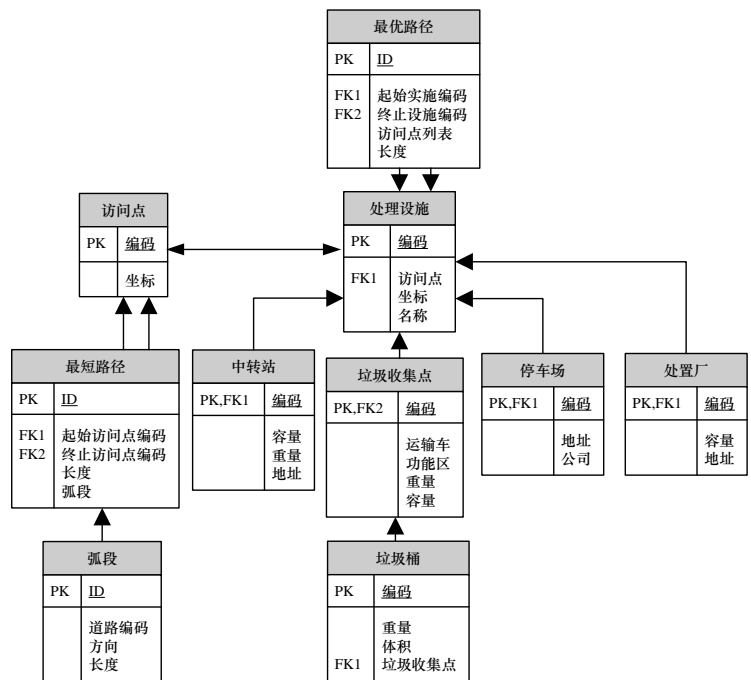 最优路径
PK ID
FK1 起始实施编码
FK2 终止设施编码
访问点列表
长度
访问点
PK 编码
坐标
处理设施
PK 编码
FK1 访问点
坐标
名称
最短路径
PK ID
FK1 起始访问点编码
FK2 终止访问点编码
长度
弧段
中转站
PK,FK1 编码
容量
重量
地址
垃圾收集点
PK,FK2 编码
运输车
功能区
重量
容量
停车场
PK,FK1 编码
地址
公司
处置厂
PK,FK1 编码
容量
地址
弧段
PK ID
道路编码
方向
长度
垃圾桶
PK 编码
重量
体积
FK1 垃圾收集点